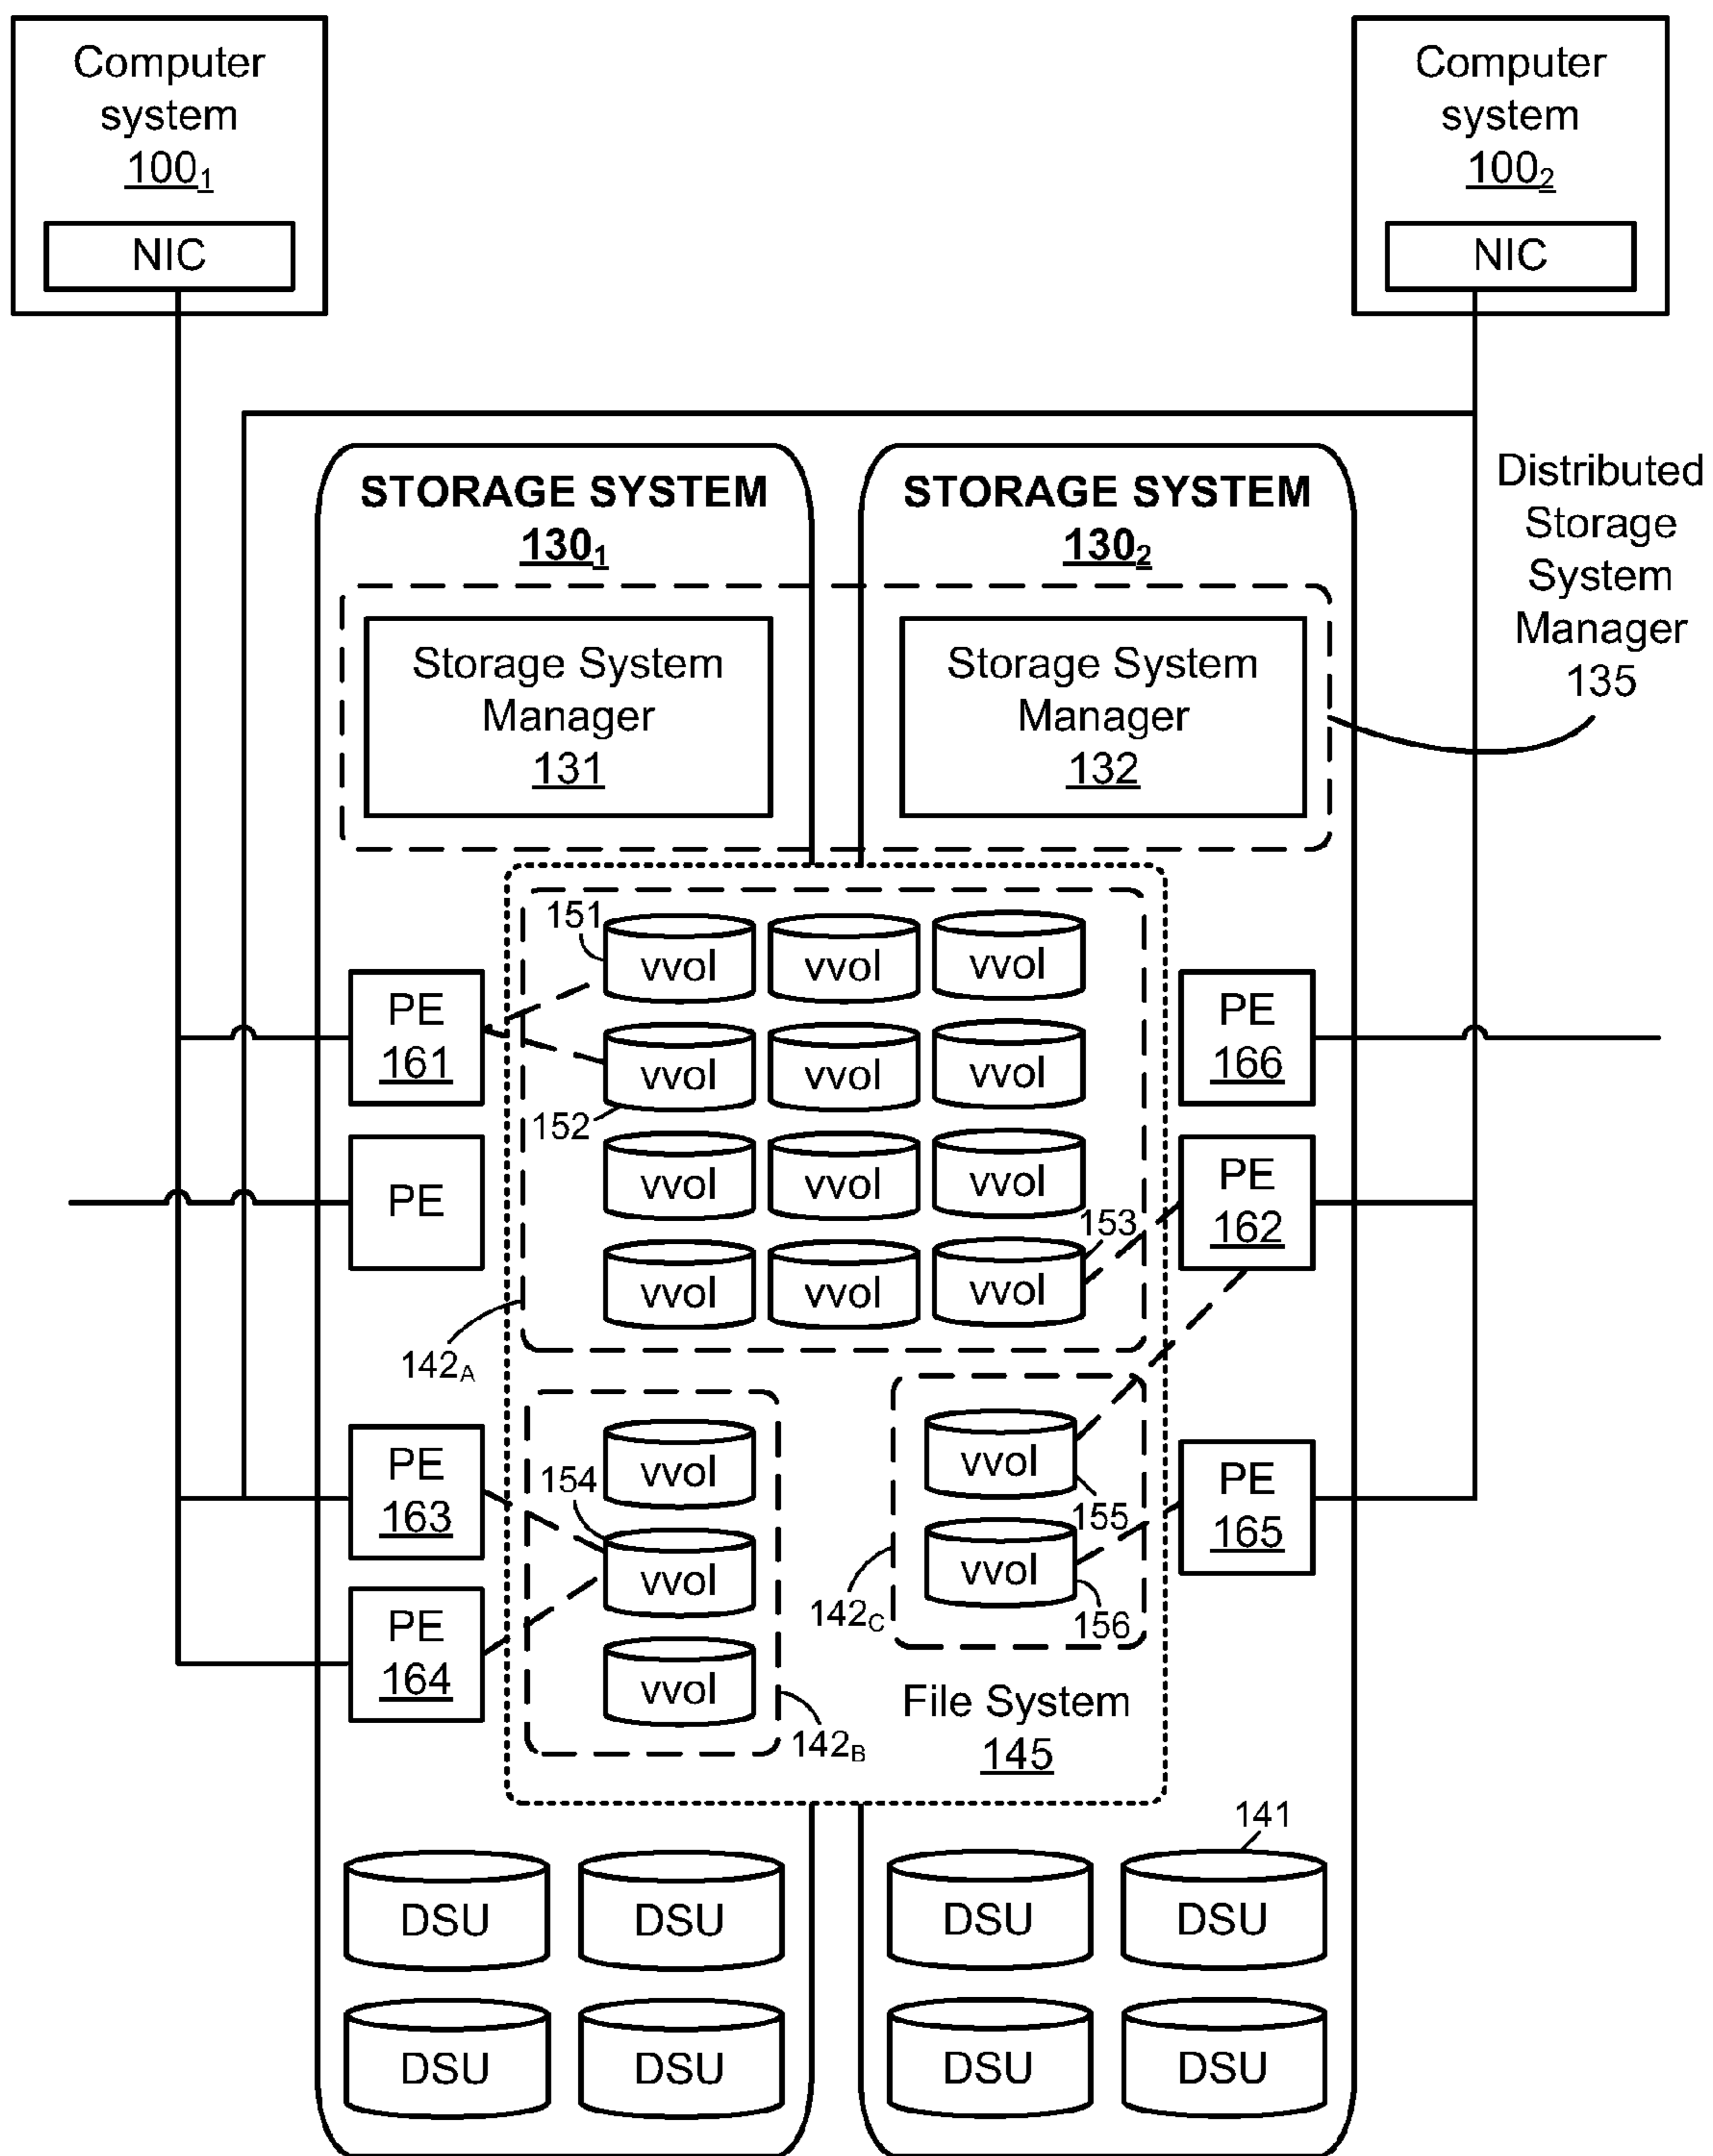 Computer
system
100₁
NIC
Computer
system
100₂
NIC
Distributed
Storage
System
Manager
135
STORAGE SYSTEM
130₁
STORAGE SYSTEM
130₂
Storage System
Manager
131
Storage System
Manager
132
151
vvol vvol vvol
PE
161
PE
166
vvol vvol vvol
152
PE
vvol vvol vvol
PE
162
153
vvol vvol vvol
142A
PE
163
vvol
154
vvol
PE
164
vvol
142B
vvol
155
vvol
156
142C
PE
165
File System
145
141
DSU DSU DSU DSU
DSU DSU DSU DSU